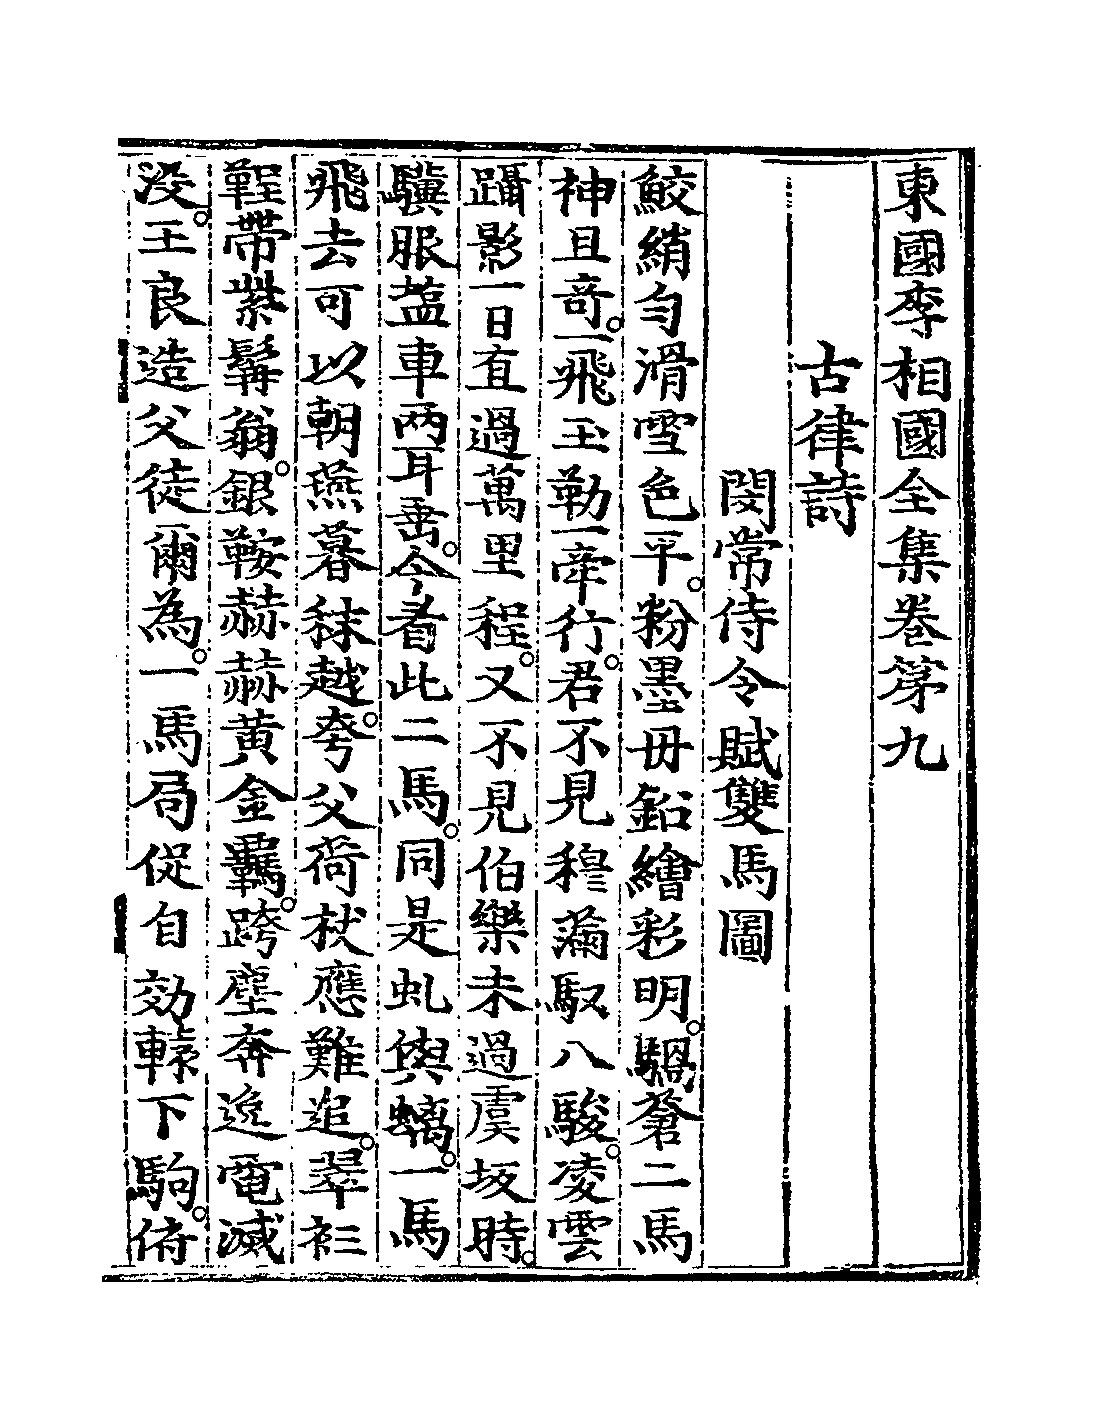 東國李相國全集卷第九
古律詩
閔常侍令賦雙馬圖
鮫綃勻滑雪色平。粉墨丹鉛繪彩明。騧蒼二馬
神且奇。一飛玉勒一牽行。君不見穆滿馭八駿。凌雲
躡影一日直過萬里程。又不見伯樂未過虞坂時。
驥服塩車两耳垂。今看此二馬。同是虬與螭。一馬
飛去可以朝燕暮秣越。夸父荷杖應難追。翠衫
鞓帶紫髯翁。銀鞍赫赫黄金羈。跨塵奔逸電滅
没。王良造父徒爾為。一馬局促自効轅下駒。俯